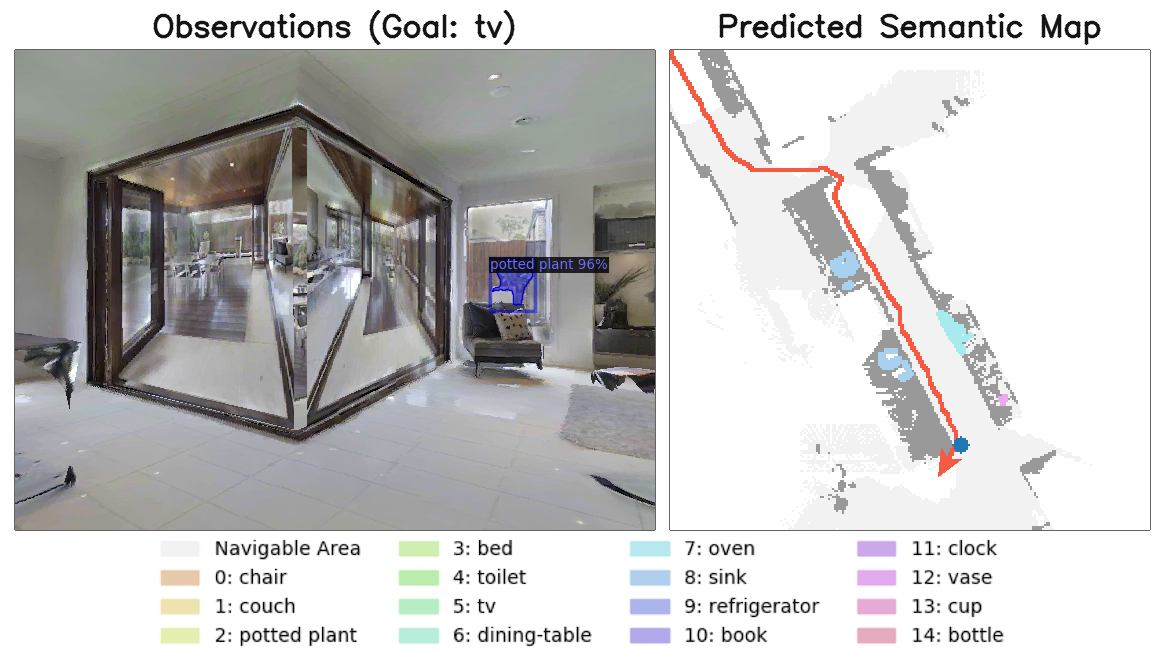 Observations (Goal: tv)
Predicted Semantic Map
potted plant 96%
Navigable Area
0: chair
1: couch
2: potted plant
3: bed
4: toilet
5: tv
6: dining-table
7: oven
8: sink
9: refrigerator
10: book
11: clock
12: vase
13: cup
14: bottle